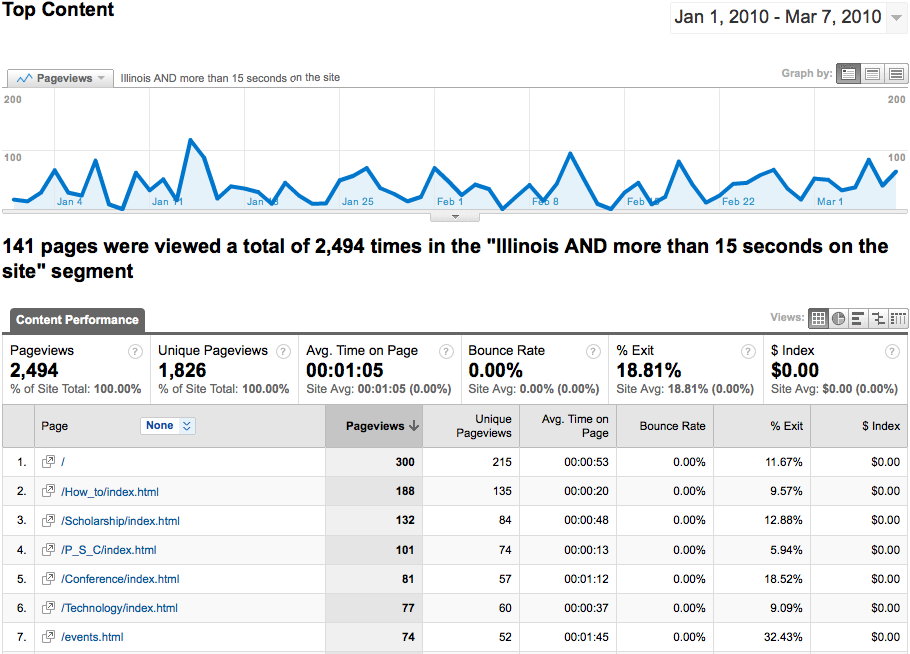 Top Content
Jan 1, 2010 - Mar 7, 2010
Pageviews Illinois AND more than 15 seconds on the site Graph by:
200 200
100 100
Jan 4 Jan 11 Jan 18 Jan 25 Feb 1 Feb 8 Feb 15 Feb 22 Mar 1
141 pages were viewed a total of 2,494 times in the "Illinois AND more than 15 seconds on the
site" segment
Content Performance Views:
Pageviews ? Unique Pageviews ? Avg. Time on Page ? Bounce Rate ? % Exit ? $ Index ?
2,494 1,826 00:01:05 0.00% 18.81% $0.00
% of Site Total: 100.00% % of Site Total: 100.00% Site Avg: 00:01:05 (0.00%) Site Avg: 0.00% (0.00%) Site Avg: 18.81% (0.00%) Site Avg: $0.00 (0.00%)
Page None Pageviews Unique Pageviews Avg. Time on Page Bounce Rate % Exit $ Index
1. / 300 215 00:00:53 0.00% 11.67% $0.00
2. /How_to/index.html 188 135 00:00:20 0.00% 9.57% $0.00
3. /Scholarship/index.html 132 84 00:00:48 0.00% 12.88% $0.00
4. /P_S_C/index.html 101 74 00:00:13 0.00% 5.94% $0.00
5. /Conference/index.html 81 57 00:01:12 0.00% 18.52% $0.00
6. /Technology/index.html 77 60 00:00:37 0.00% 9.09% $0.00
7. /events.html 74 52 00:01:45 0.00% 32.43% $0.00